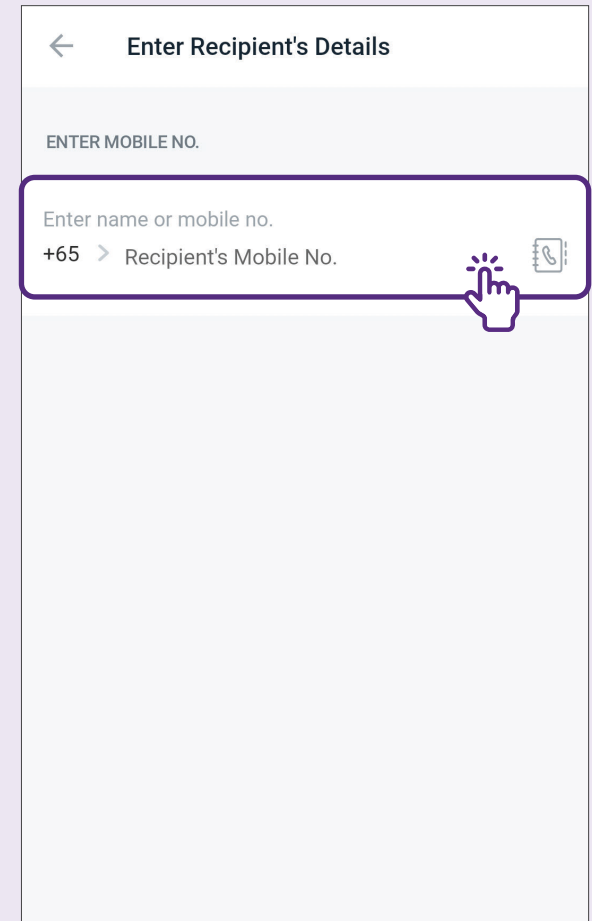 Enter Recipient's Details
ENTER MOBILE NO.
Enter name or mobile no.
+65 > Recipient's Mobile No.